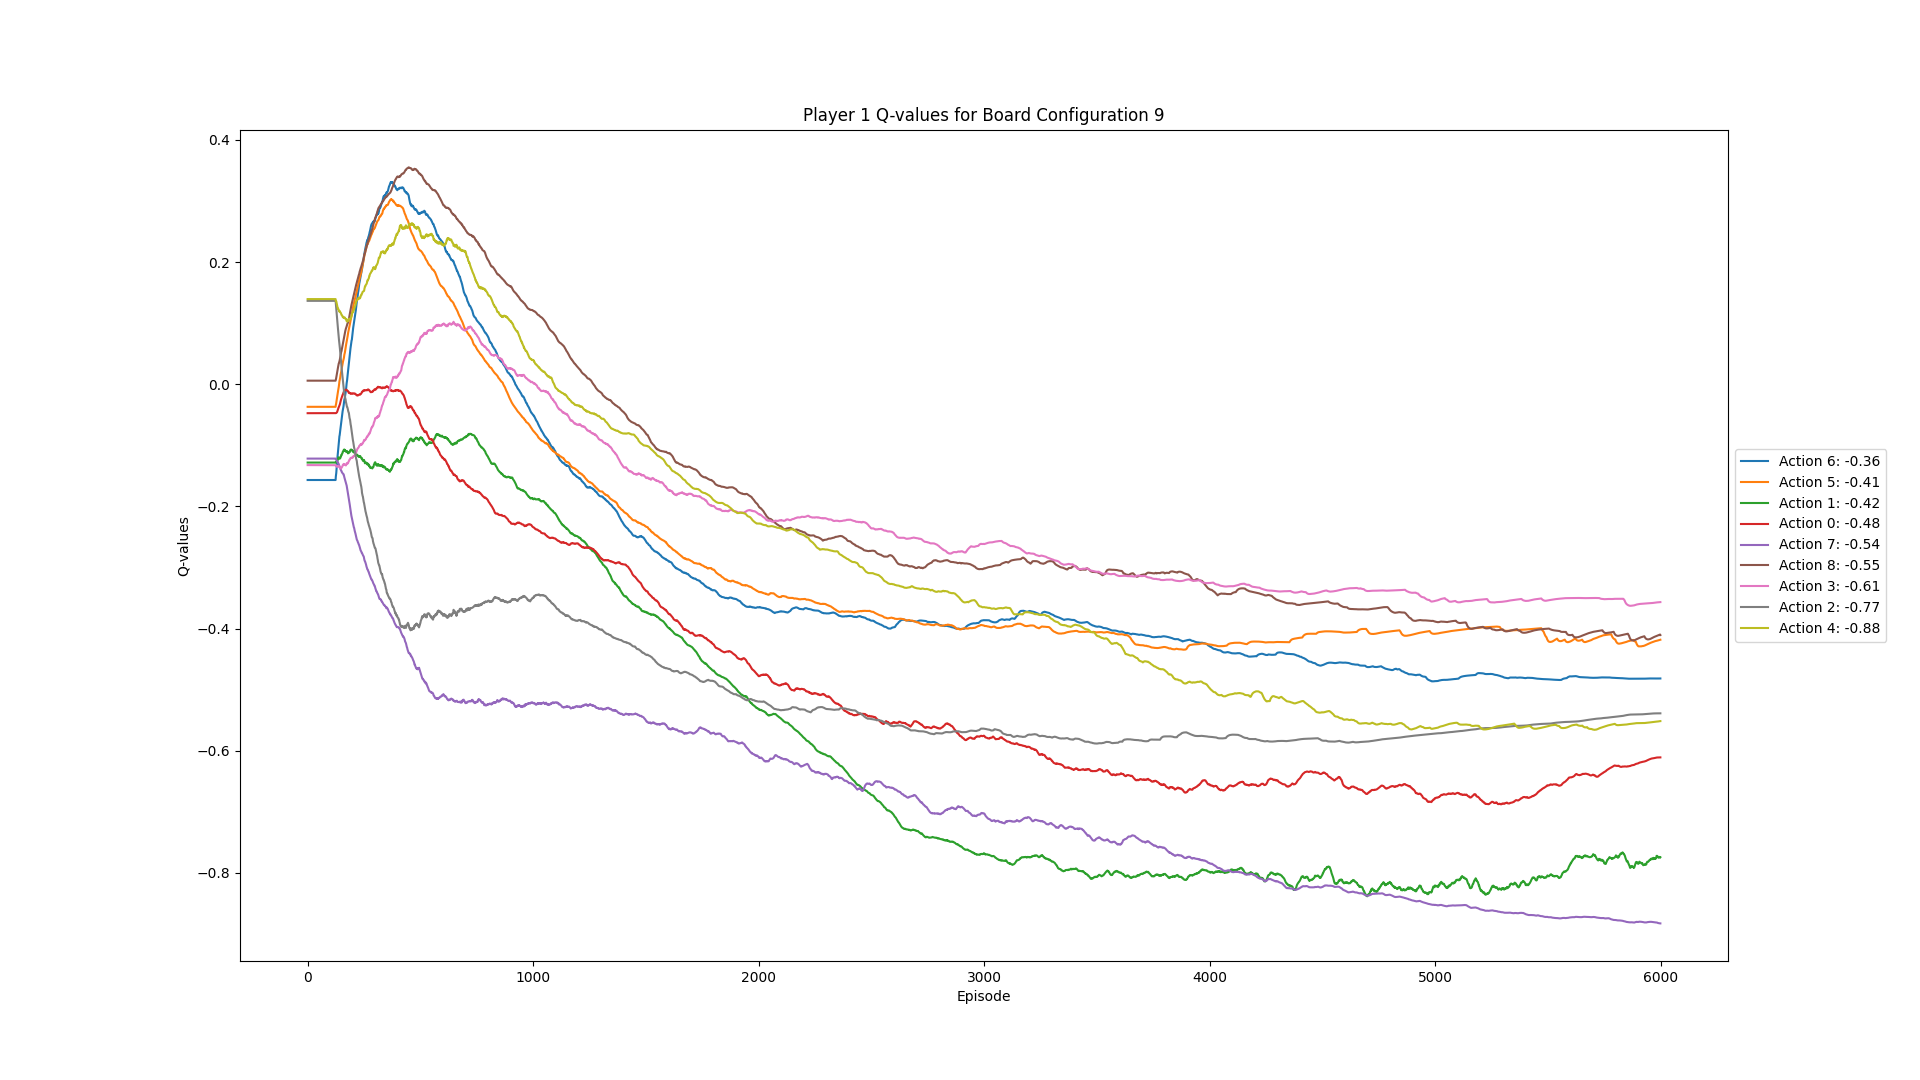 Player 1 Q-values for Board Configuration 9
0.4
0.2
0.0
−0.2
−0.4
−0.6
−0.8
Q-values
0 1000 2000 3000 4000 5000 6000
Episode
Action 6: -0.36
Action 5: -0.41
Action 1: -0.42
Action 0: -0.48
Action 7: -0.54
Action 8: -0.55
Action 3: -0.61
Action 2: -0.77
Action 4: -0.88